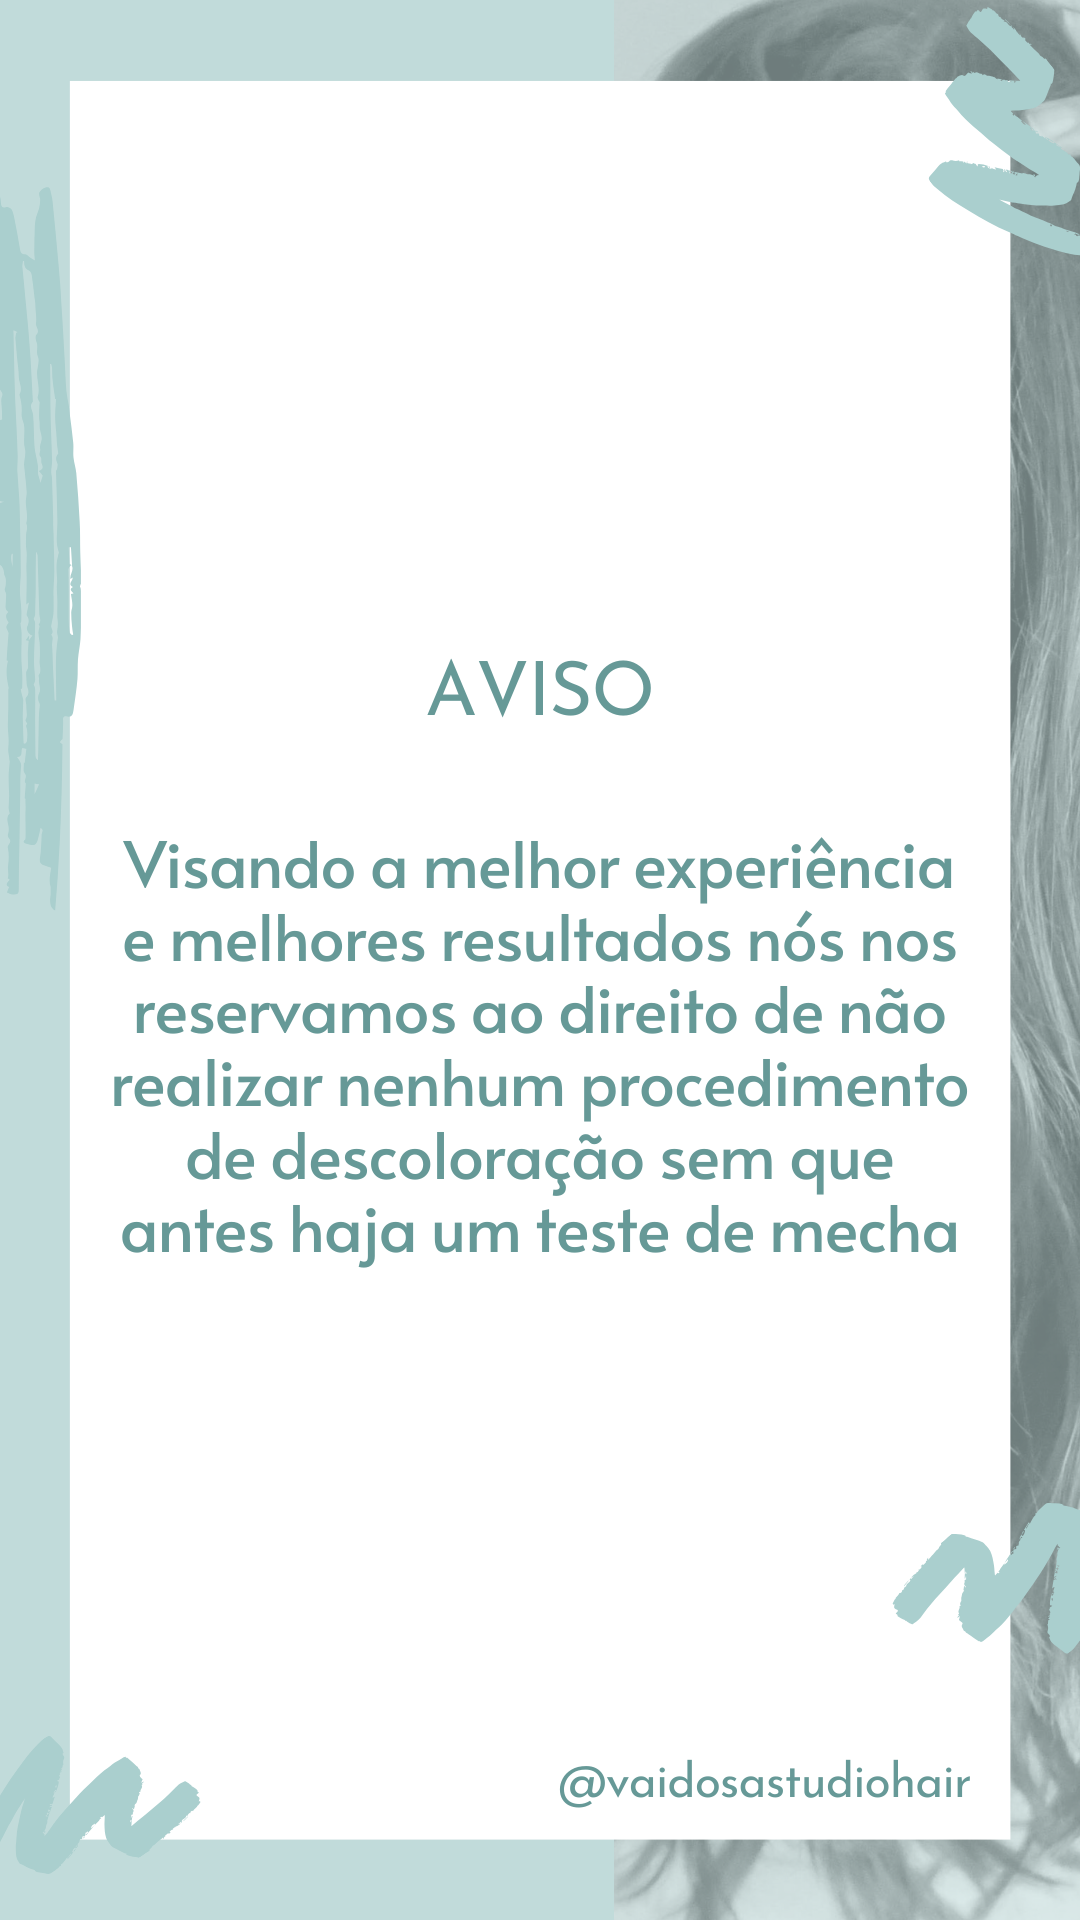 AVISO
Visando a melhor experiência
e melhores resultados nós nos
reservamos ao direito de não
realizar nenhum procedimento
de descoloração sem que
antes haja um teste de mecha
@vaidosastudiohair